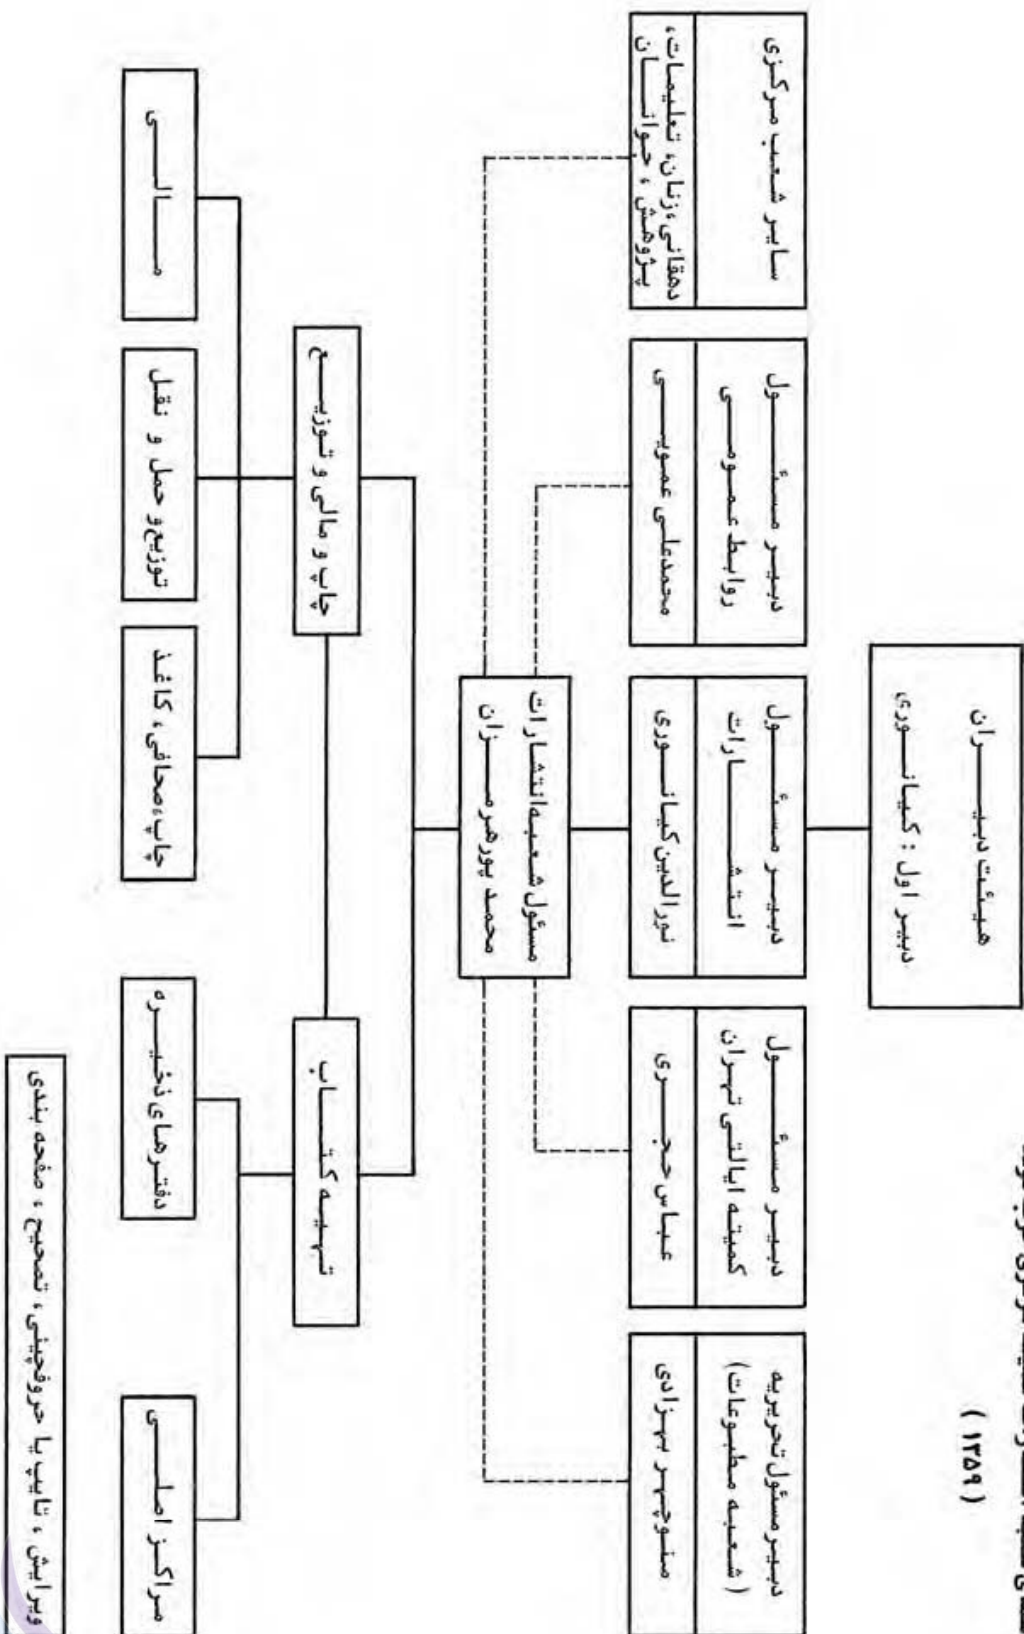 (۱۳۵۹)
هیئت دبیران
دبیر اول : کیانوری
دبیر مسئول تحریریه
(شعبه مطبوعات)
منوچهر بهزادی
دبیر مسئول
کمیته ایالتی تهران
عباس حجری
دبیر مسئول
انتشارات
نورالدین کیانوری
دبیر مسئول
روابط عمومی
محمدعلی عمویی
سایر شعب مرکزی
دهقانی، زنان، تعلیمات،
پژوهش، جوانان
مسئول شعبه انتشارات
محمد پورهرمزان
تهیه کتاب
چاپ و مالی و توزیع
مراکز اصلی
دفترهای ذخیره
چاپ، صحافی، کاغذ
توزیع و حمل و نقل
مالی
ویرایش، تایپ یا حروفچینی، تصحیح، صفحه بندی